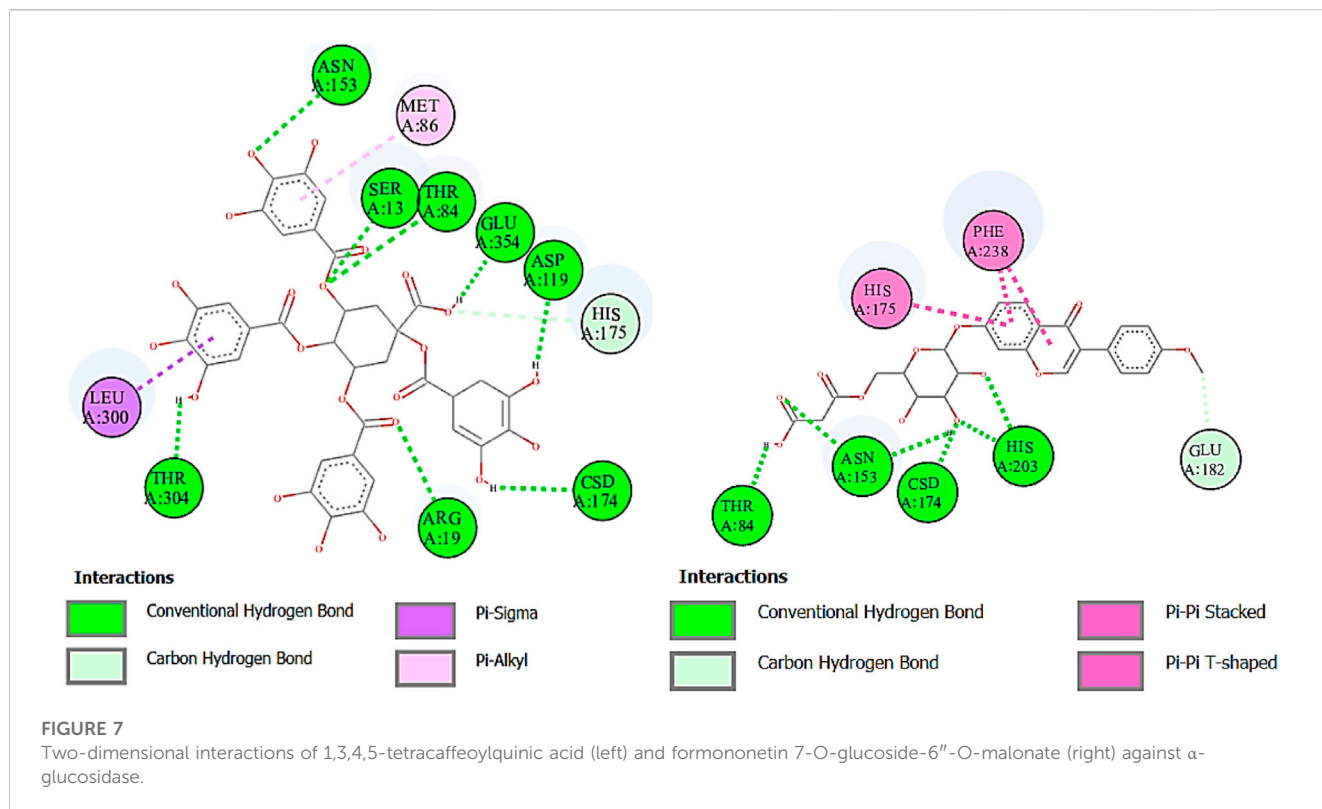 ASN
A:153
MET
A:86
SER
A:13
THR
A:84
GLU
A:354
ASP
A:119
HIS
A:175
LEU
A:300
THR
A:304
ARG
A:19
CSD
A:174
PHE
A:238
HIS
A:175
GLU
A:182
HIS
A:203
ASN
A:153
CSD
A:174
THR
A:84
Interactions
Conventional Hydrogen Bond
Carbon Hydrogen Bond
Pi-Sigma
Pi-Alkyl
Interactions
Conventional Hydrogen Bond
Carbon Hydrogen Bond
Pi-Pi Stacked
Pi-Pi T-shaped
FIGURE 7
Two-dimensional interactions of 1,3,4,5-tetracaffeoylquinic acid (left) and formononetin 7-O-glucoside-6″-O-malonate (right) against α-
glucosidase.